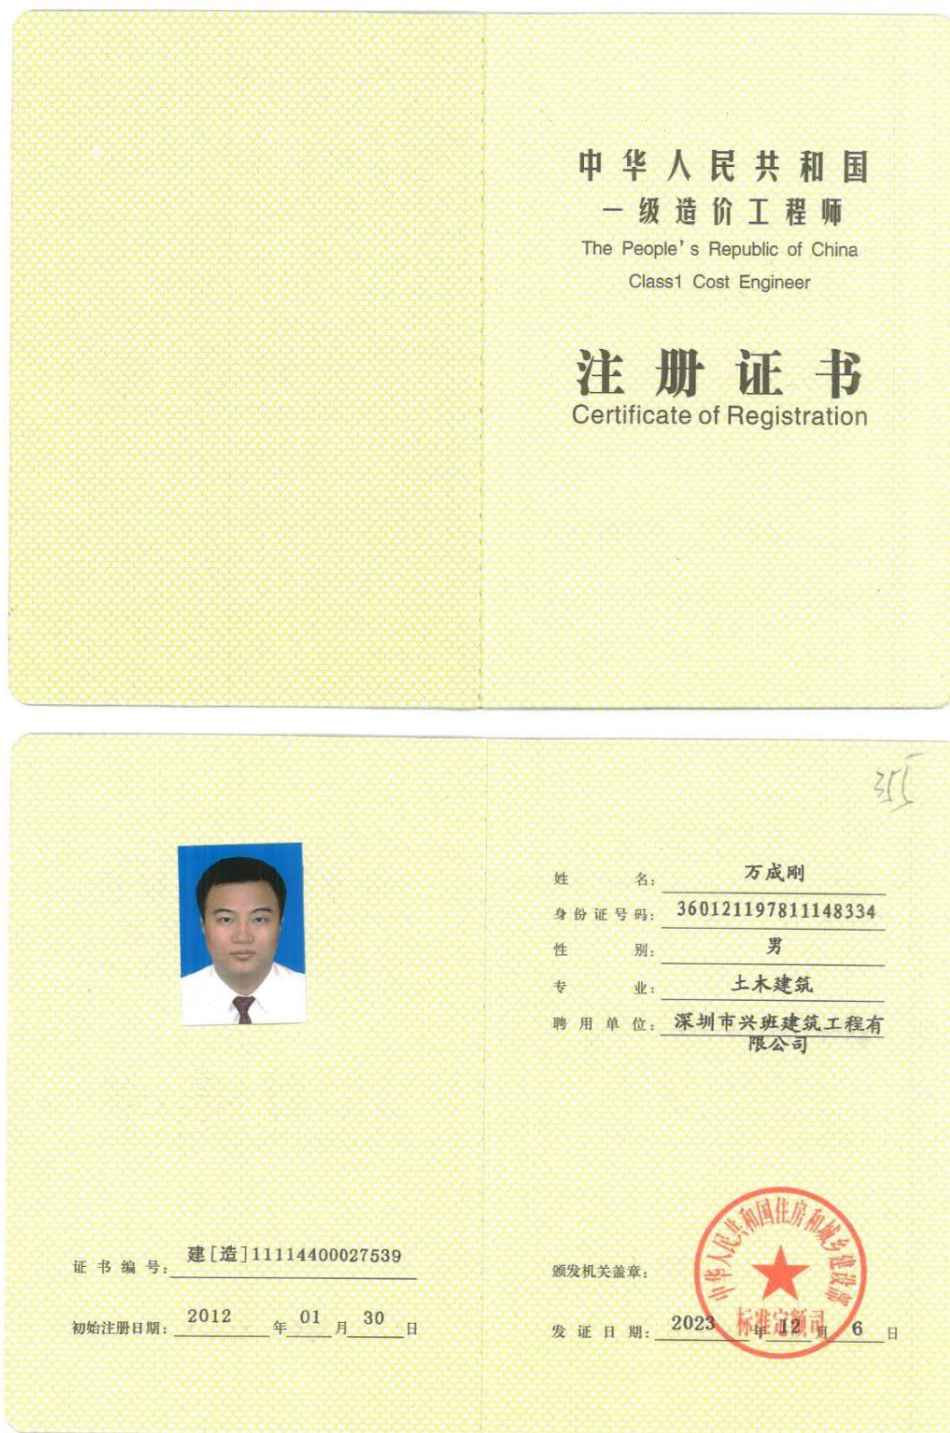 中华人民共和国
一级造价工程师
The People's Republic of China
Class1 Cost Engineer
注册证书
Certificate of Registration
355
姓名: 万成刚
身份证号码: 360121197811148334
性别: 男
专业: 土木建筑
聘用单位: 深圳市兴班建筑工程有
限公司
证书编号: 建[造]11114400027539
初始注册日期: 2012 年 01 月 30 日
颁发机关盖章:
中华人民共和国住房和城乡建设部
标准定额司
发证日期: 2023 年 12 月 6 日